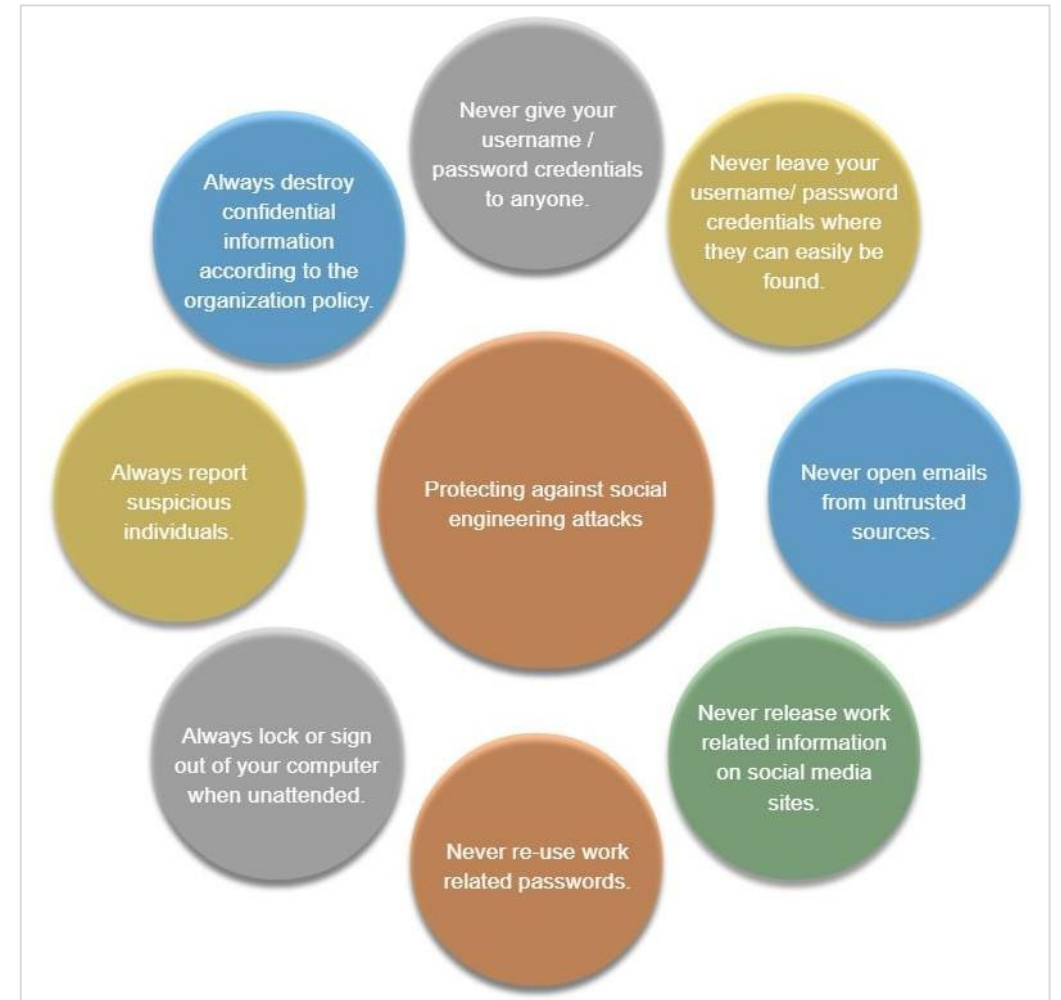 Never give your
username /
password credentials
to anyone.
Never leave your
username/ password
credentials where
they can easily be
found.
Never open emails
from untrusted
sources.
Never release work
related information
on social media
sites.
Never re-use work
related passwords.
Always lock or sign
out of your computer
when unattended.
Always report
suspicious
individuals.
Always destroy
confidential
information
according to the
organization policy.
Protecting against social
engineering attacks